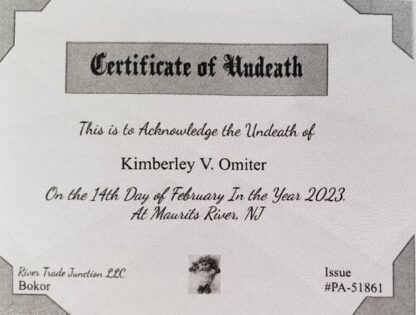 Certificate of Undeath
This is to Acknowledge the Undeath of
Kimberley V. Omiter
On the 14th Day of February In the Year 2023.
At Maurits River, NJ
River Trade Junction LLC
Bokor
Issue
#PA-51861